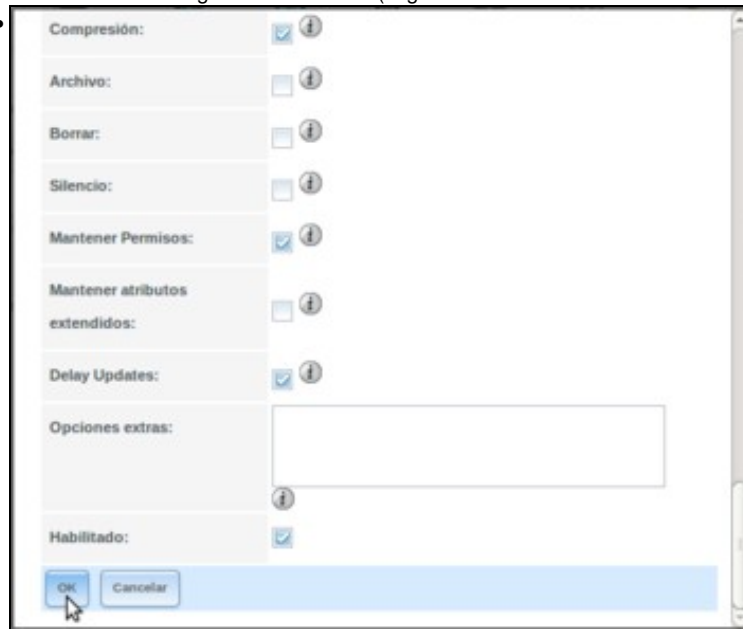 Compresión:
Archivo:
Borrar:
Silencio:
Mantener Permisos:
Mantener atributos
extendidos:
Delay Updates:
Opciones extras:
Habilitado:
OK Cancelar